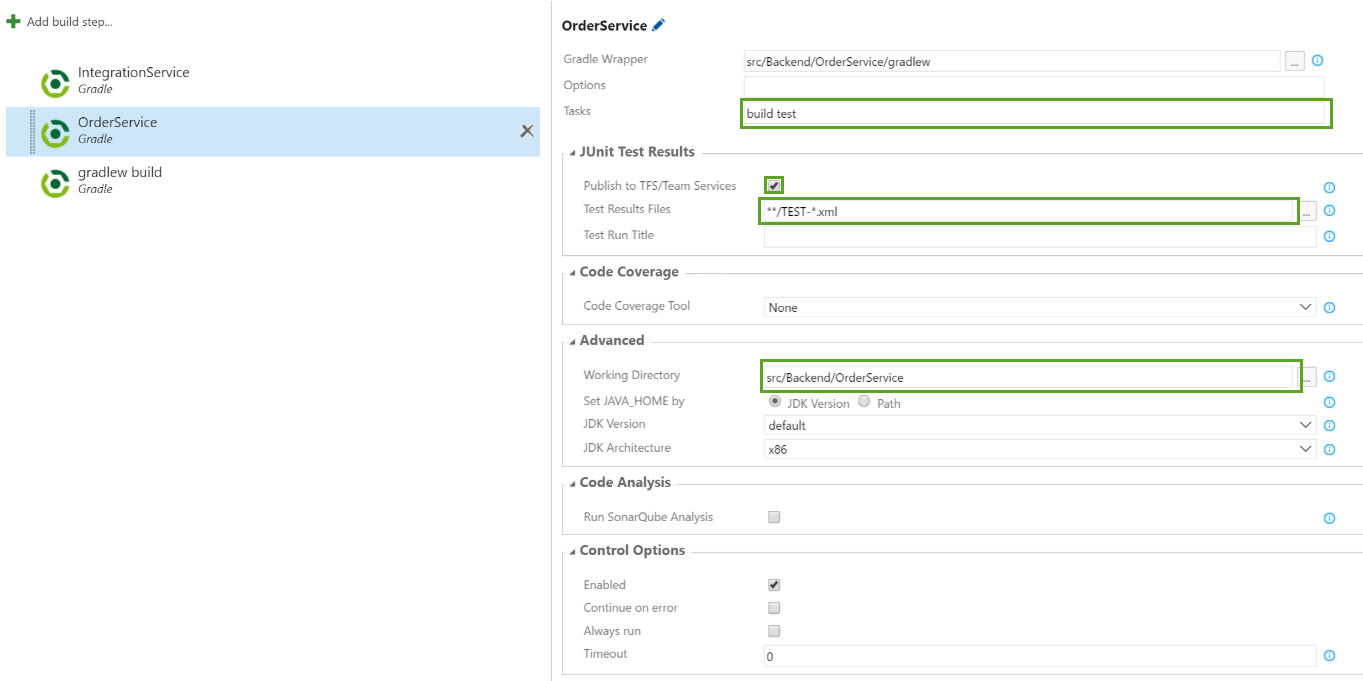 Add build step...
IntegrationService
Gradle
OrderService
Gradle
gradlew build
Gradle
OrderService
Gradle Wrapper src/Backend/OrderService/gradlew ...
Options
Tasks build test
JUnit Test Results
Publish to TFS/Team Services
Test Results Files **/TEST-*.xml ...
Test Run Title
Code Coverage
Code Coverage Tool None
Advanced
Working Directory src/Backend/OrderService ...
Set JAVA_HOME by JDK Version Path
JDK Version default
JDK Architecture x86
Code Analysis
Run SonarQube Analysis
Control Options
Enabled
Continue on error
Always run
Timeout 0